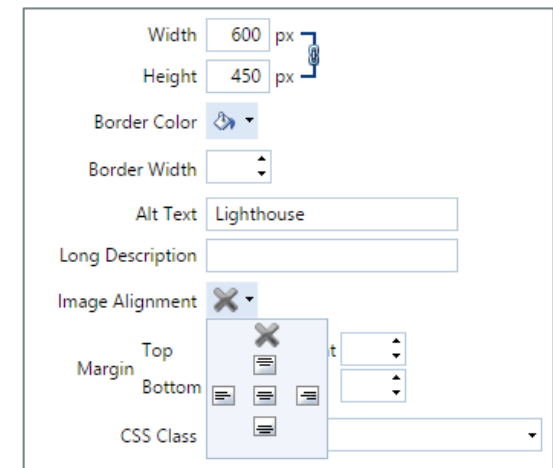 Width 600 px
Height 450 px
Border Color
Border Width
Alt Text Lighthouse
Long Description
Image Alignment
Top t
Margin
Bottom
CSS Class